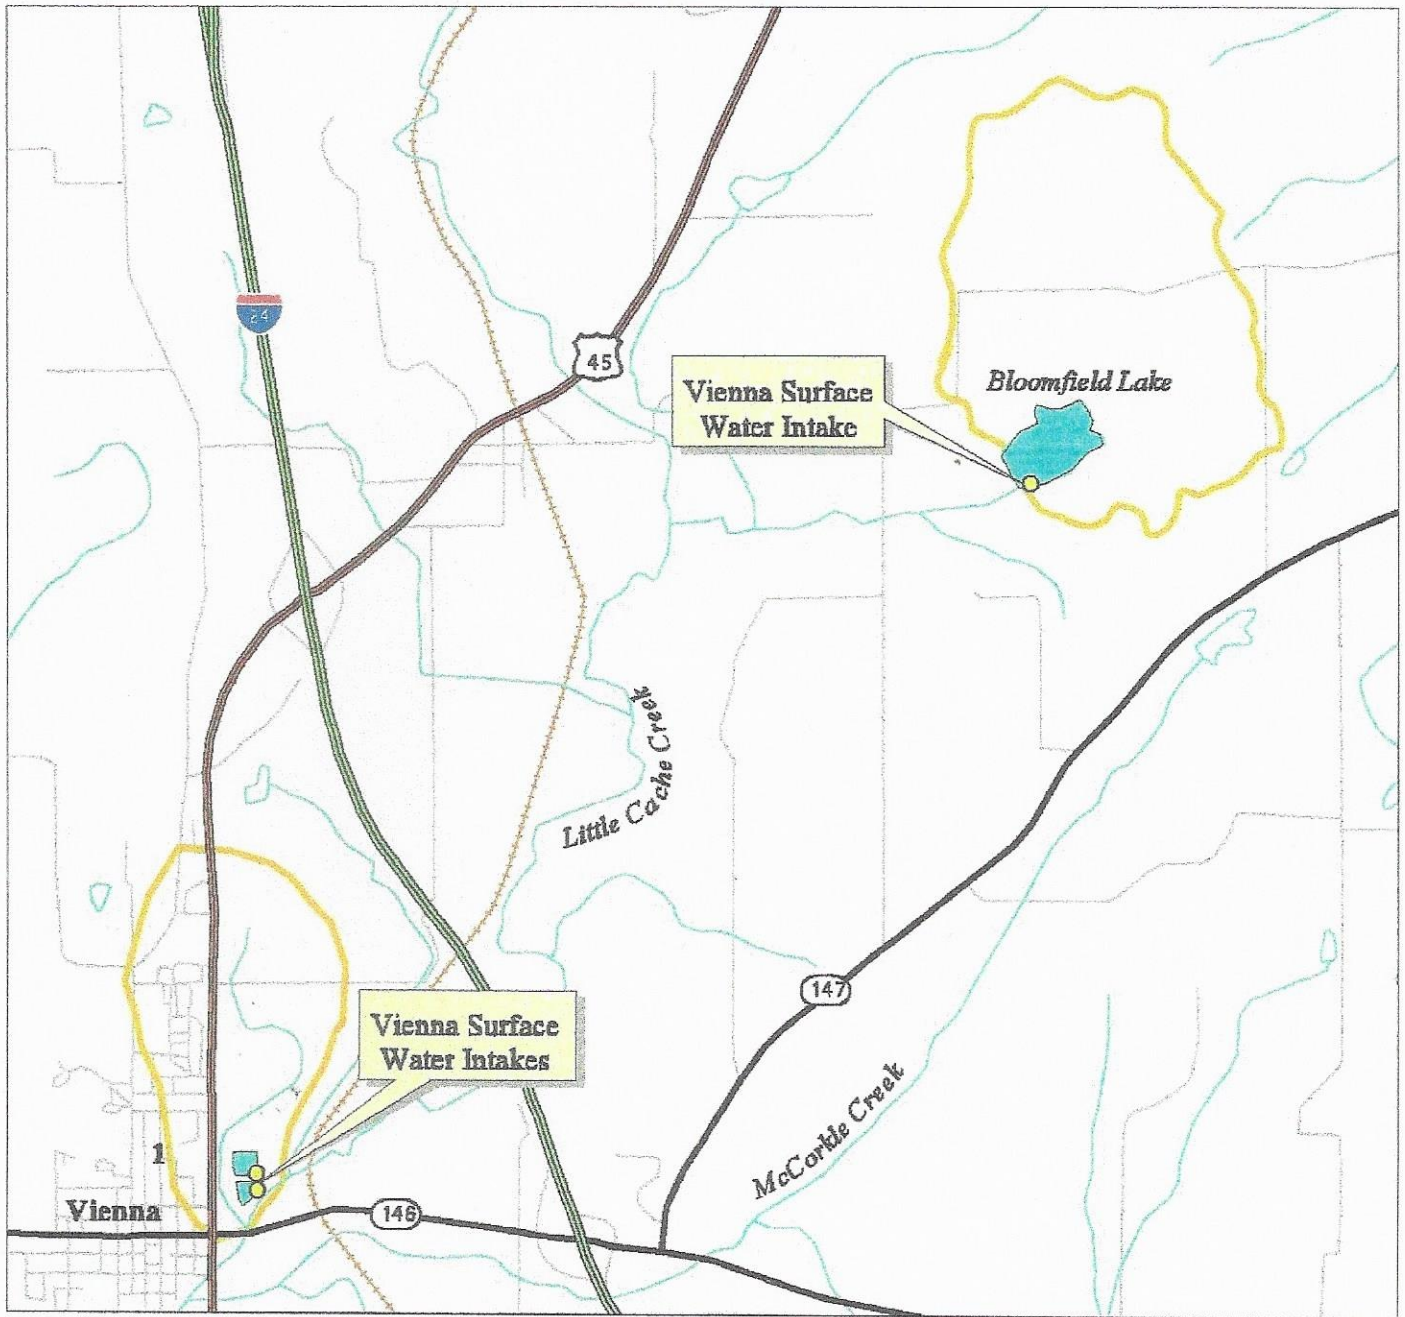 24
45
Vienna Surface
Water Intake
Bloomfield Lake
Little Cache Creek
147
Vienna Surface
Water Intakes
McCorkle Creek
1
Vienna
146